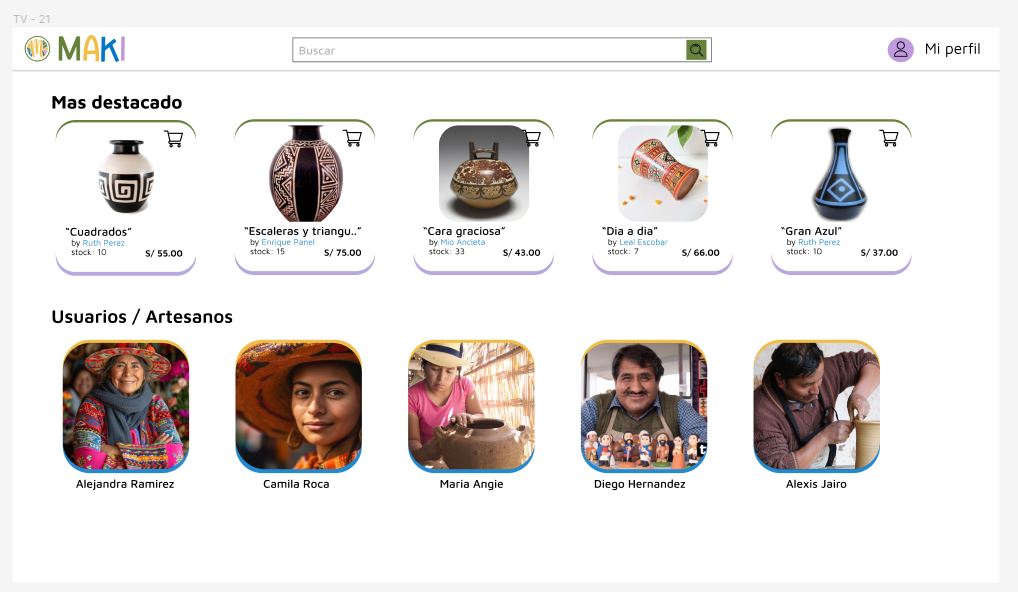 TV - 21
MAKI
Buscar
Mi perfil
Mas destacado
“Cuadrados”
by Ruth Perez
stock: 10
S/ 55.00
“Escaleras y triangu..”
by Enrique Panel
stock: 15
S/ 75.00
“Cara graciosa”
by Mio Ancleta
stock: 33
S/ 43.00
“Dia a dia”
by Leal Escobar
stock: 7
S/ 66.00
“Gran Azul”
by Ruth Perez
stock: 10
S/ 37.00
Usuarios / Artesanos
Alejandra Ramirez
Camila Roca
Maria Angie
Diego Hernandez
Alexis Jairo